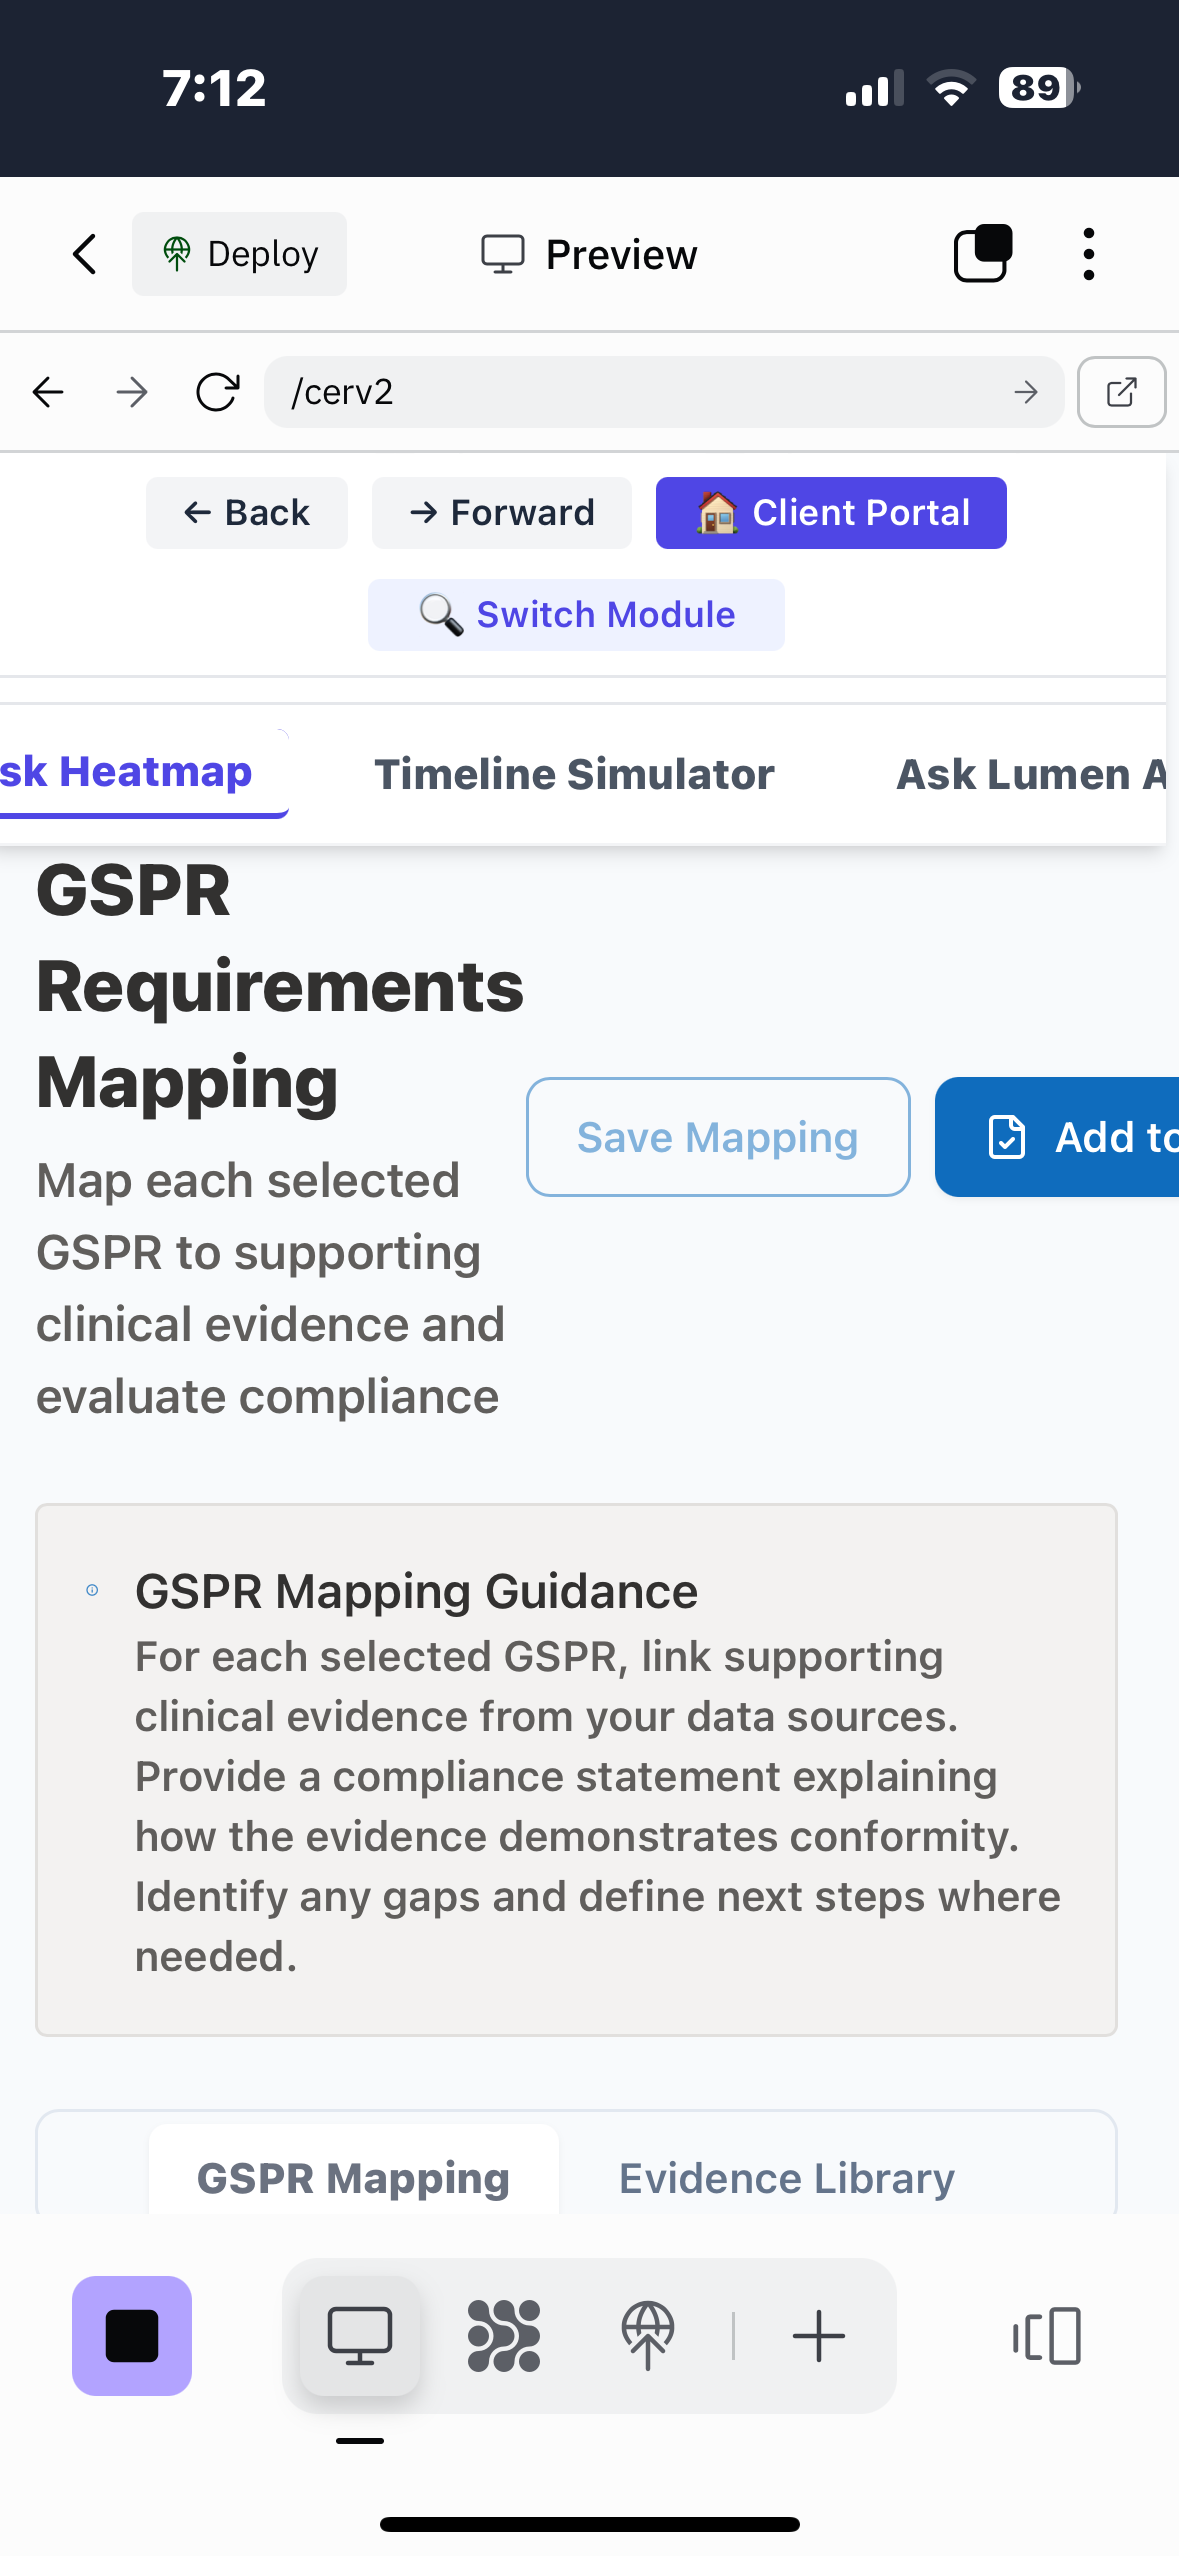 7:12
89
Deploy
Preview
/cerv2
← Back
→ Forward
🏠 Client Portal
🔍 Switch Module
sk Heatmap
Timeline Simulator
Ask Lumen A
GSPR
Requirements
Mapping
Map each selected
GSPR to supporting
clinical evidence and
evaluate compliance
Save Mapping
Add to
GSPR Mapping Guidance
For each selected GSPR, link supporting
clinical evidence from your data sources.
Provide a compliance statement explaining
how the evidence demonstrates conformity.
Identify any gaps and define next steps where
needed.
GSPR Mapping
Evidence Library